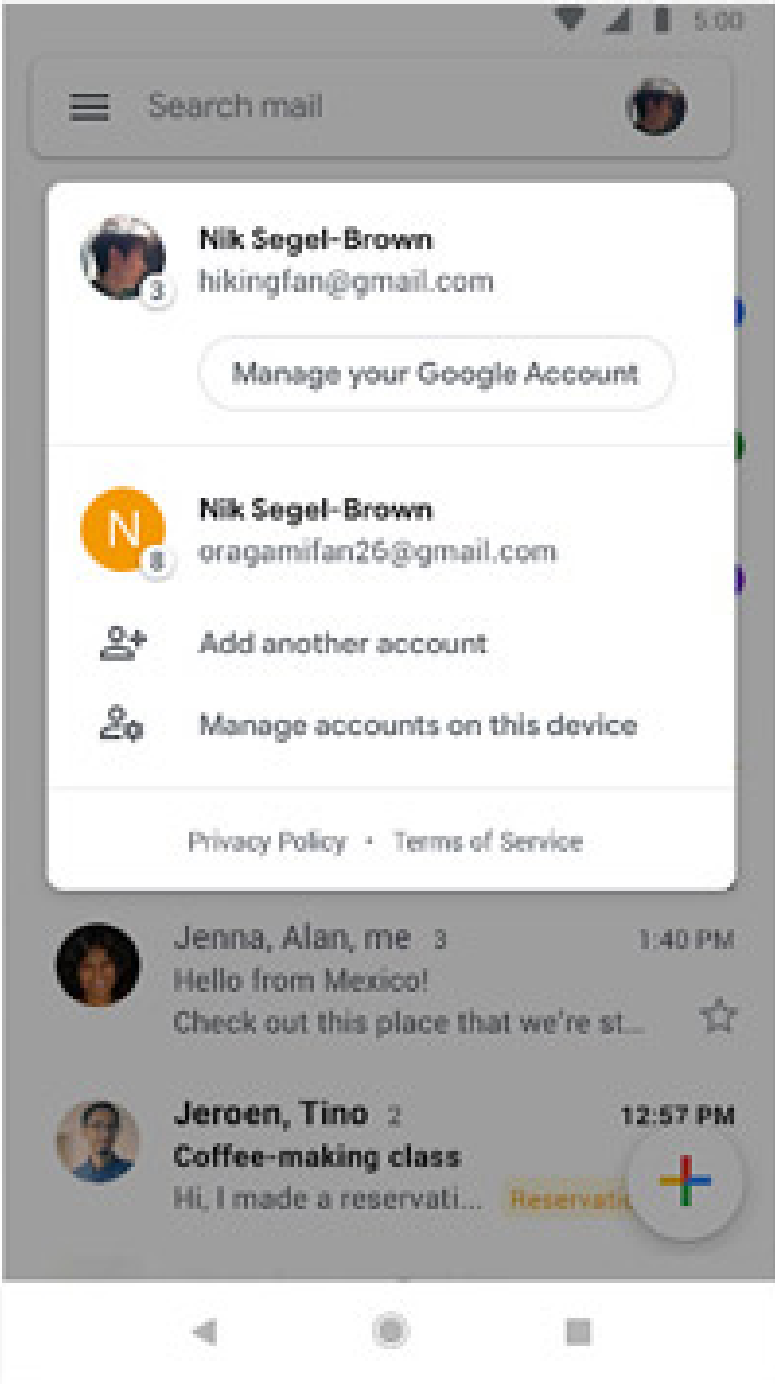 5:00
Search mail
Nik Segel-Brown
3
hikingfan@gmail.com
Manage your Google Account
Nik Segel-Brown
N
8
oragamifan26@gmail.com
Add another account
Manage accounts on this device
Privacy Policy • Terms of Service
Jenna, Alan, me 3 1:40 PM
Hello from Mexico!
Check out this place that we're st...
Jeroen, Tino 2 12:57 PM
Coffee-making class
Hi, I made a reservati... Reservatio